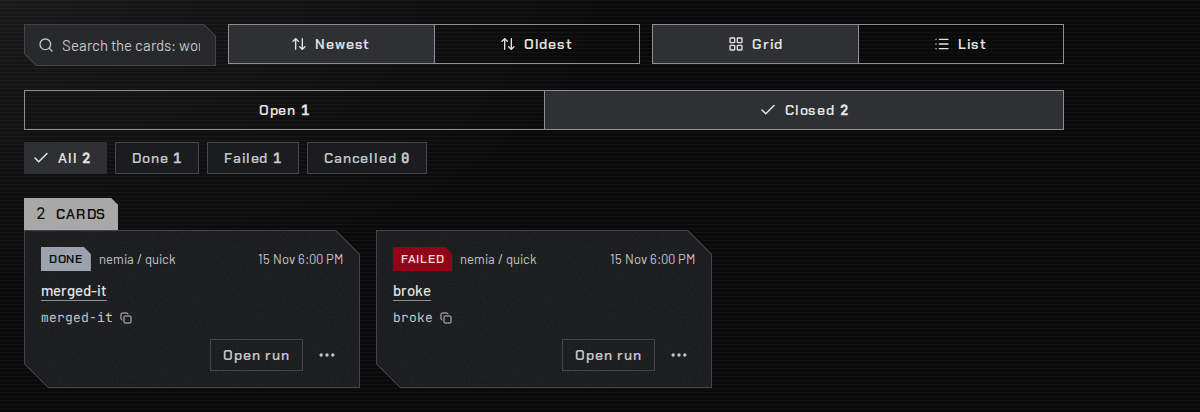 Search the cards: wor
Newest
Oldest
Grid
List
Open 1
Closed 2
All 2
Done 1
Failed 1
Cancelled 0
2 CARDS
DONE nemia / quick 15 Nov 6:00 PM
merged-it
merged-it
Open run
FAILED nemia / quick 15 Nov 6:00 PM
broke
broke
Open run